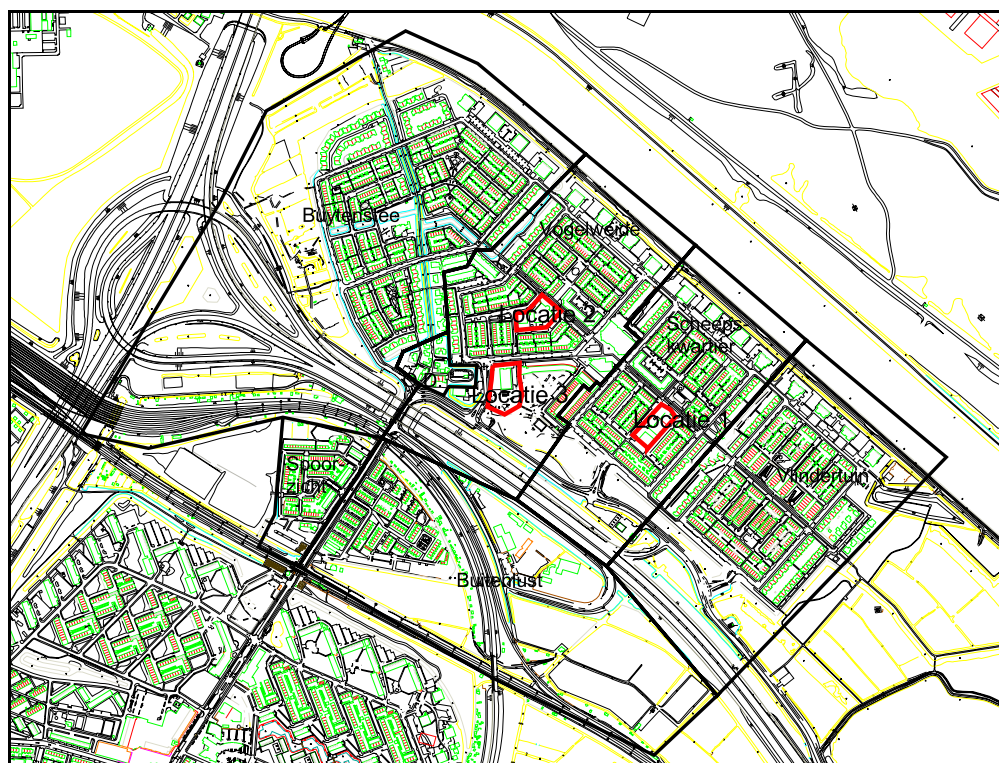 Buytenstee
Vogelweide
Locatie 2
Scheeps-
kwartier
Locatie 3
Locatie 1
Spoor-
zicht
Vlindertuin
Buitenlust